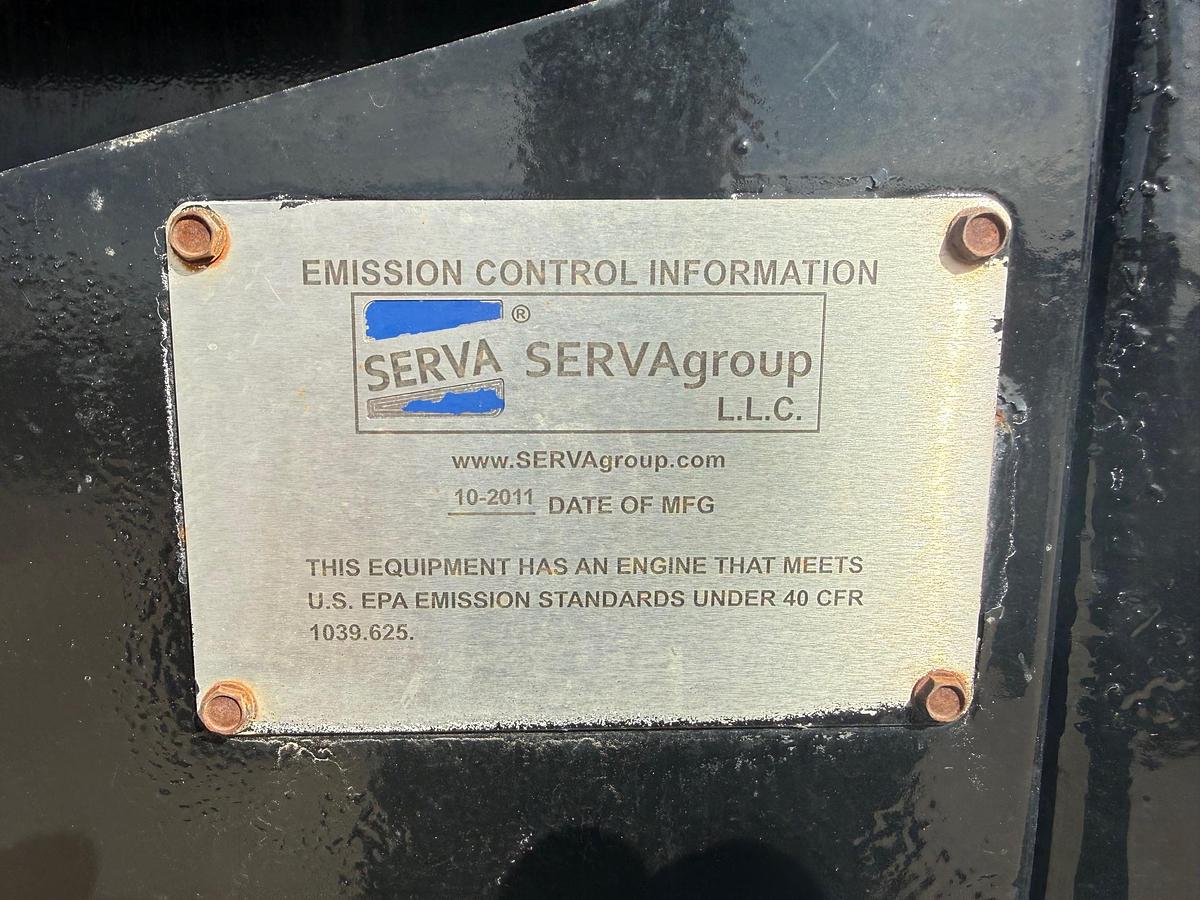 EMISSION CONTROL INFORMATION
SERVA ® SERVAgroup
L.L.C.
www.SERVAgroup.com
10-2011 DATE OF MFG
THIS EQUIPMENT HAS AN ENGINE THAT MEETS
U.S. EPA EMISSION STANDARDS UNDER 40 CFR
1039.625.